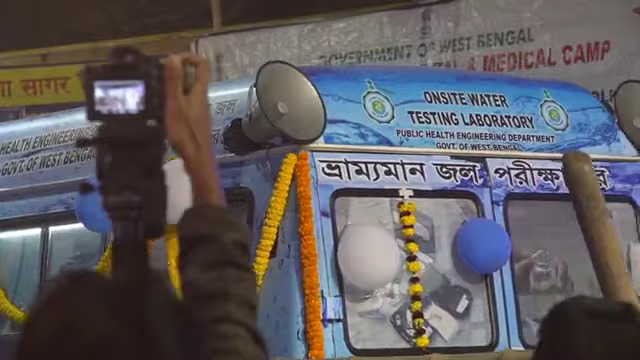 GOVERNMENT OF WEST BENGAL
& MEDICAL CAMP
সাগর
ONSITE WATER
TESTING LABORATORY
PUBLIC HEALTH ENGINEERING DEPARTMENT
GOVT. OF WEST BENGAL
HEALTH ENGINEERING
GOVT. OF WEST BENGAL
জল
ভ্রাম্যমান জল পরীক্ষা